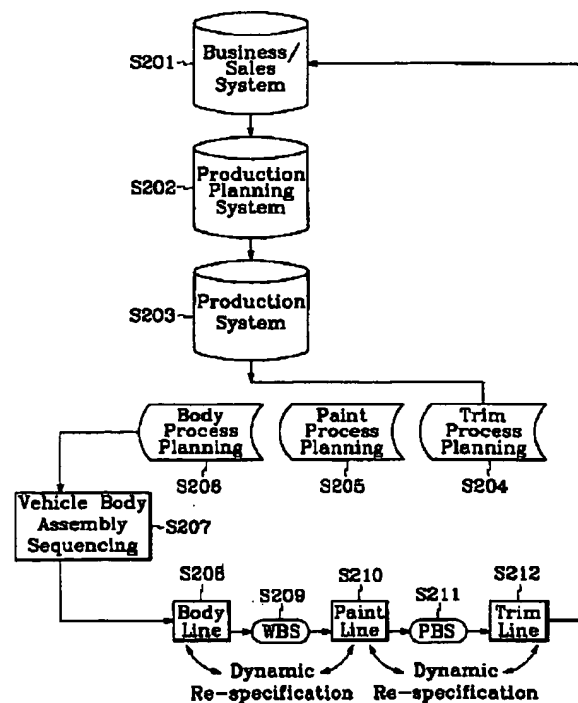 Business/
Sales
System
S201
Production
Planning
System
S202
Production
System
S203
Body
Process
Planning
S206
Paint
Process
Planning
S205
Trim
Process
Planning
S204
Vehicle Body
Assembly
Sequencing
S207
S208
Body
Line
S209
WBS
S210
Paint
Line
S211
PBS
S212
Trim
Line
Dynamic
Re-specification
Dynamic
Re-specification